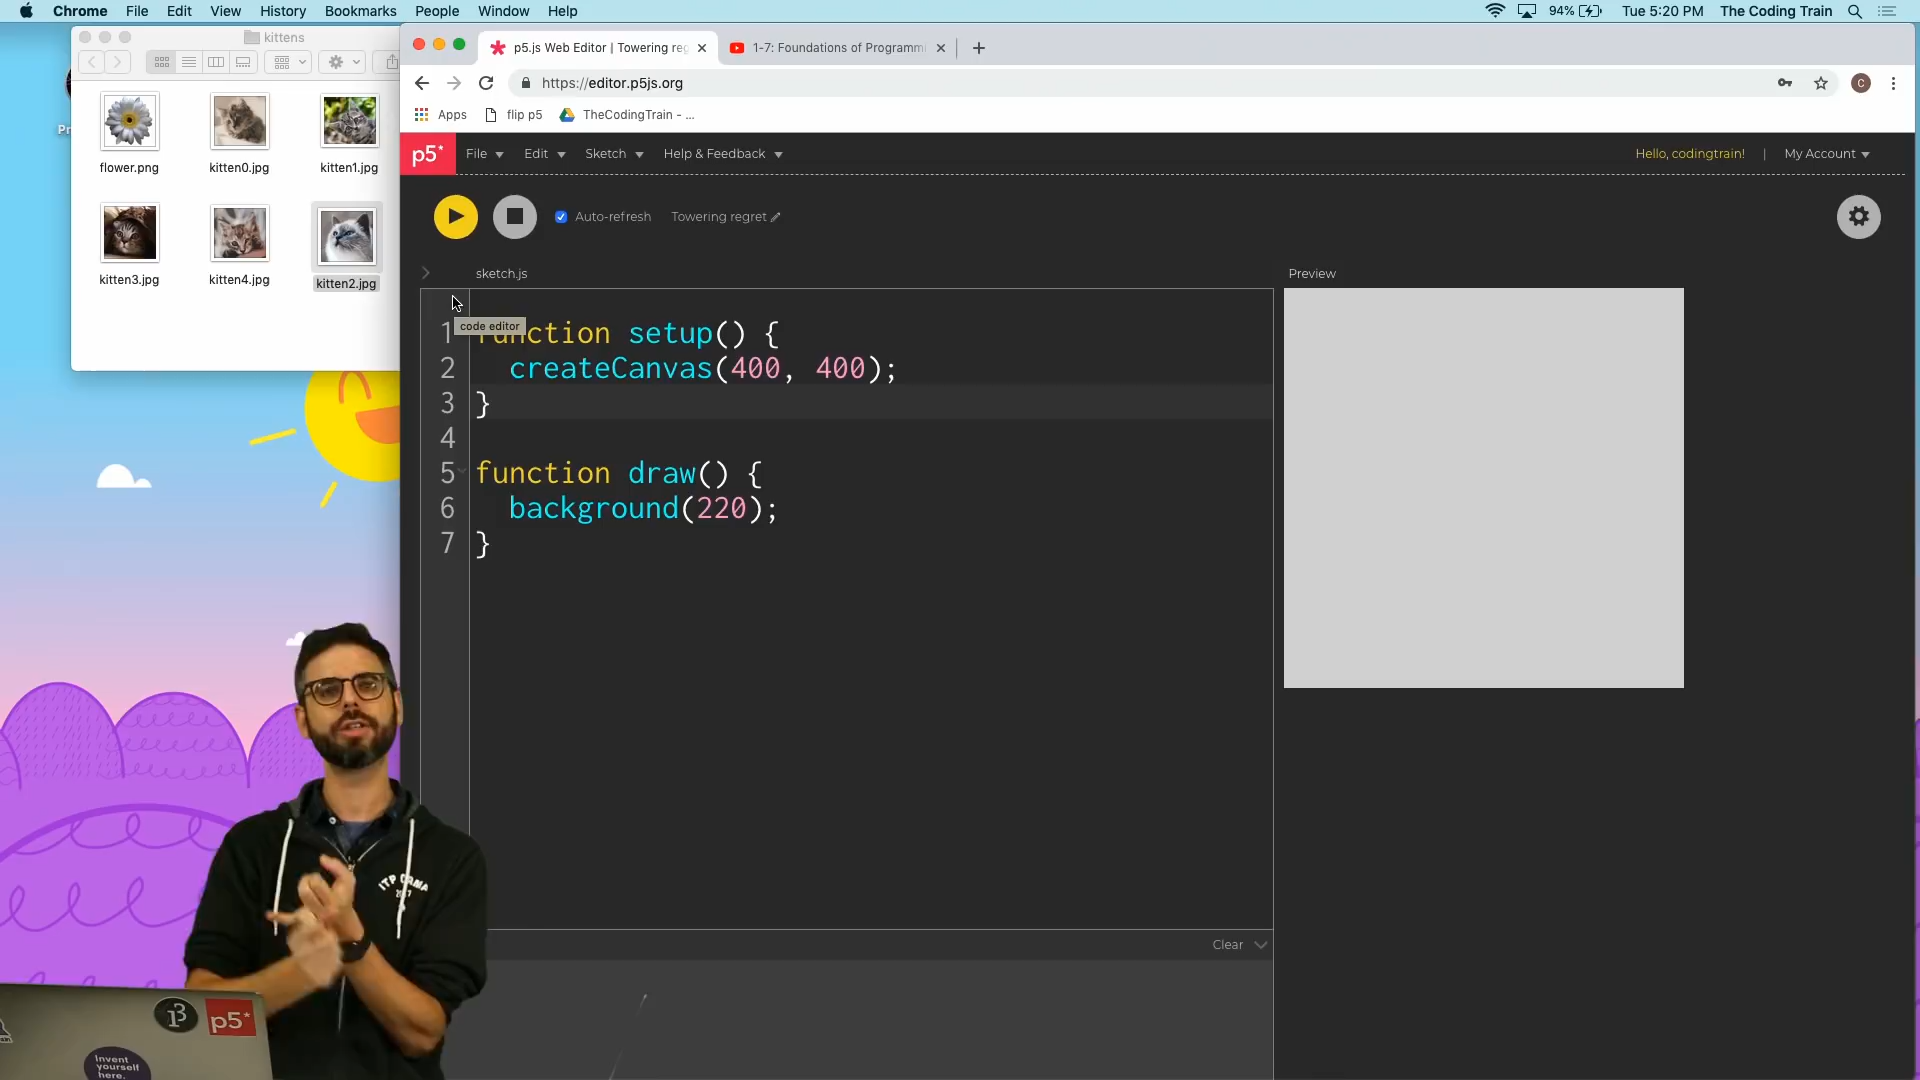 Chrome File Edit View History Bookmarks People Window Help
94% Tue 5:20 PM The Coding Train
kittens
flower.png kitten0.jpg kitten1.jpg
kitten3.jpg kitten4.jpg kitten2.jpg
p5.js Web Editor | Towering reg
1-7: Foundations of Programmi
https://editor.p5js.org
C
Apps flip p5 TheCodingTrain - ...
p5* File Edit Sketch Help & Feedback
Hello, codingtrain! | My Account
Auto-refresh Towering regret
sketch.js
Preview
code editor
1 function setup() {
2 createCanvas(400, 400);
3 }
4
5 function draw() {
6 background(220);
7 }
Clear
ITP CAMP
p5*
Invent
yourself
here.